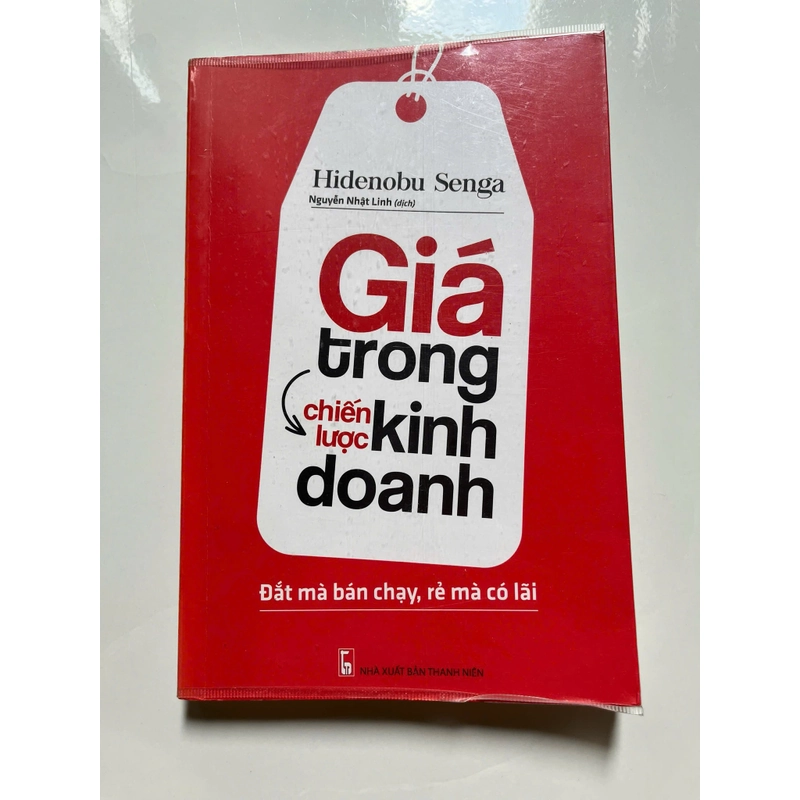 Hidenobu Senga
Nguyễn Nhật Linh (dịch)
Giá
trong
chiến
lược
kinh
doanh
Đắt mà bán chạy, rẻ mà có lãi
NHÀ XUẤT BẢN THANH NIÊN